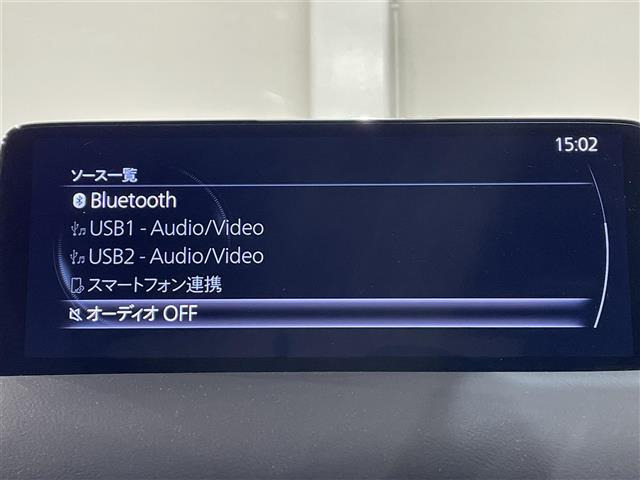 15:02
ソース一覧
Bluetooth
USB1 - Audio/Video
USB2 - Audio/Video
スマートフォン連携
オーディオ OFF